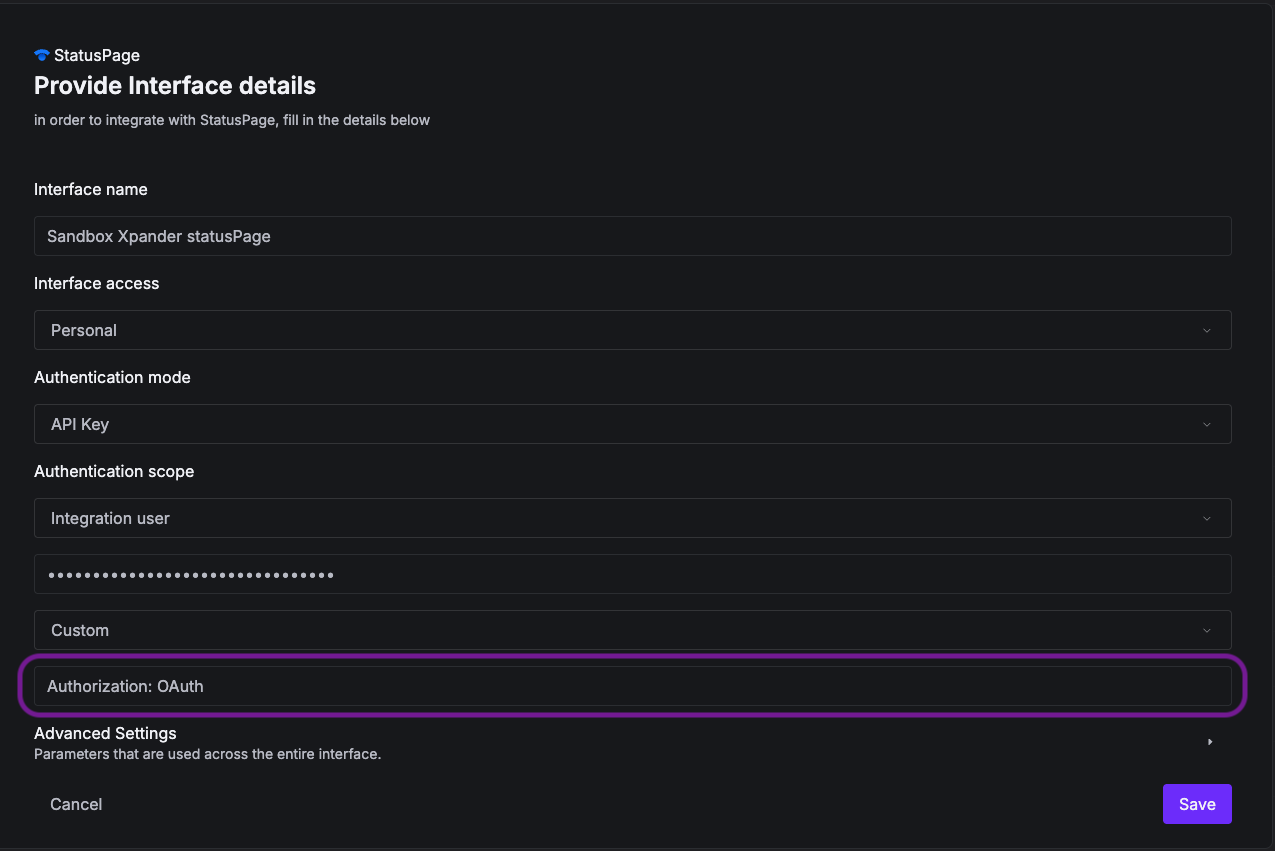 StatusPage
Provide Interface details
in order to integrate with StatusPage, fill in the details below
Interface name
Sandbox Xpander statusPage
Interface access
Personal
Authentication mode
API Key
Authentication scope
Integration user
••••••••••••••••••••••••••••••••
Custom
Authorization: OAuth
Advanced Settings
Parameters that are used across the entire interface.
Cancel
Save